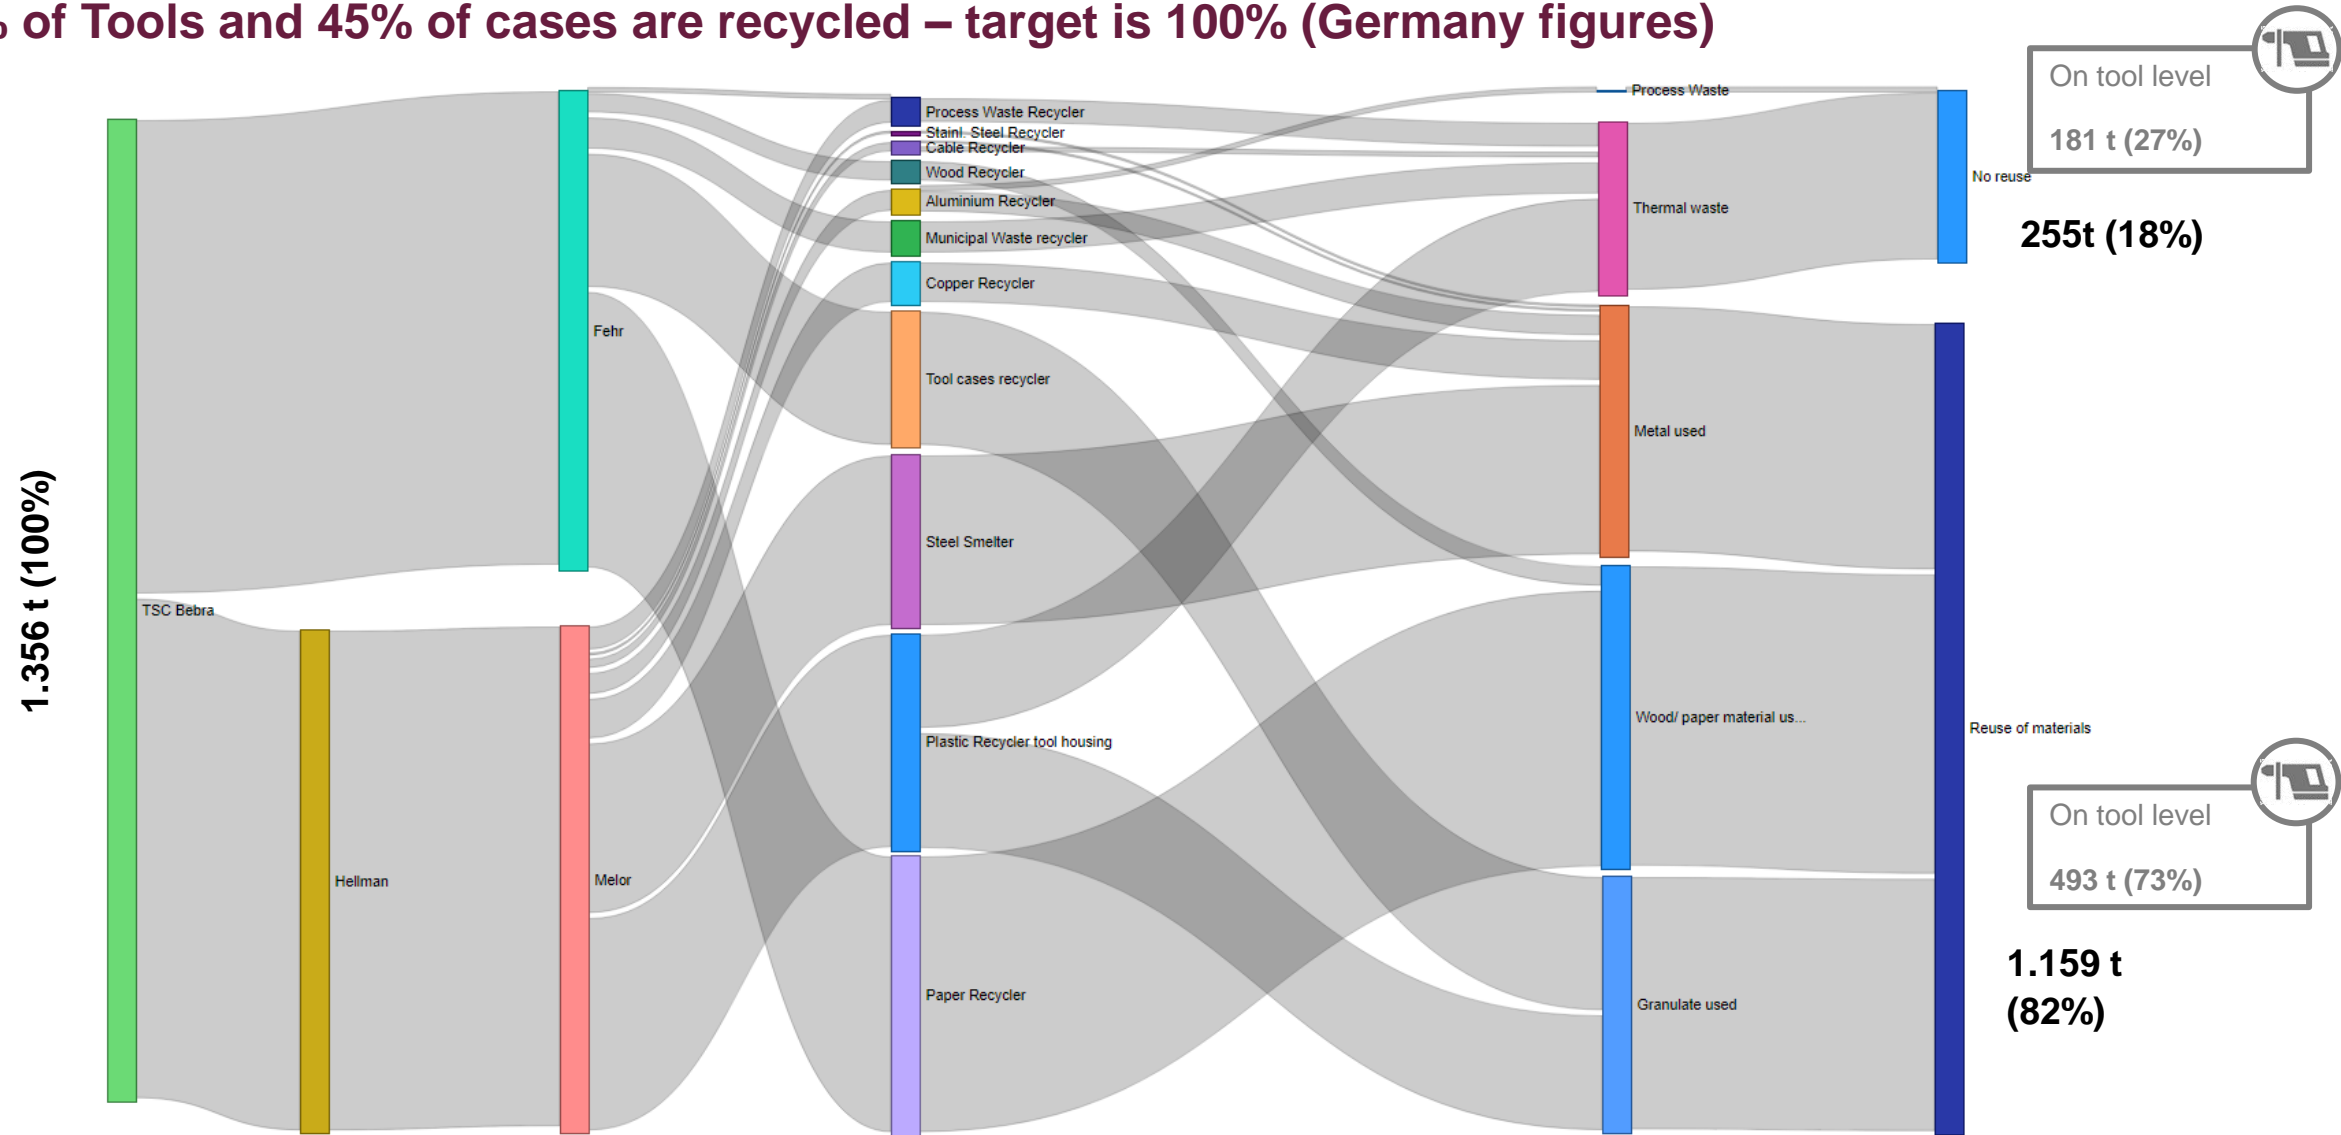 % of Tools and 45% of cases are recycled – target is 100% (Germany figures)
On tool level
181 t (27%)
Process Waste
Process Waste Recycler
Stainl. Steel Recycler
Cable Recycler
Wood Recycler
No reuse
Aluminium Recycler
Thermal waste
255t (18%)
Municipal Waste recycler
Copper Recycler
Fehr
Tool cases recycler
Metal used
1.356 t (100%)
Steel Smelter
TSC Bebra
Wood/ paper material us...
Reuse of materials
Plastic Recycler tool housing
On tool level
493 t (73%)
Hellman
Melor
1.159 t
(82%)
Paper Recycler
Granulate used